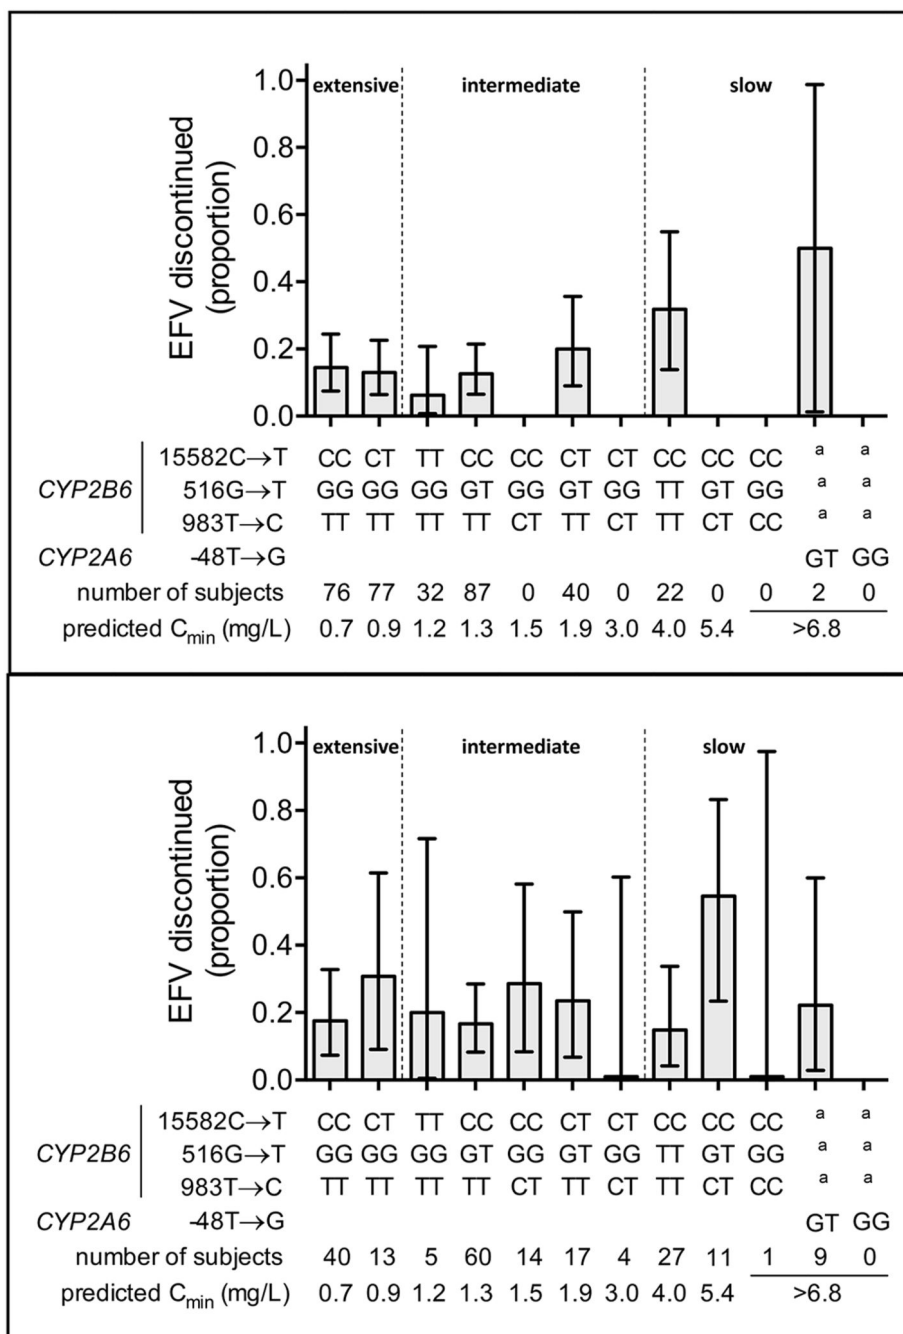 extensive intermediate slow
1.0
0.8
0.6
0.4
0.2
0.0
EFV discontinued
(proportion)
15582C→T CC CT TT CC CC CT CT CC CC CC a a
CYP2B6 516G→T GG GG GG GT GG GT GG TT GT GG a a
983T→C TT TT TT TT CT TT CT TT CT CC a a
CYP2A6 -48T→G GT GG
number of subjects 76 77 32 87 0 40 0 22 0 0 2 0
predicted Cmin (mg/L) 0.7 0.9 1.2 1.3 1.5 1.9 3.0 4.0 5.4 >6.8
extensive intermediate slow
1.0
0.8
0.6
0.4
0.2
0.0
EFV discontinued
(proportion)
15582C→T CC CT TT CC CC CT CT CC CC CC a a
CYP2B6 516G→T GG GG GG GT GG GT GG TT GT GG a a
983T→C TT TT TT TT CT TT CT TT CT CC a a
CYP2A6 -48T→G GT GG
number of subjects 40 13 5 60 14 17 4 27 11 1 9 0
predicted Cmin (mg/L) 0.7 0.9 1.2 1.3 1.5 1.9 3.0 4.0 5.4 >6.8